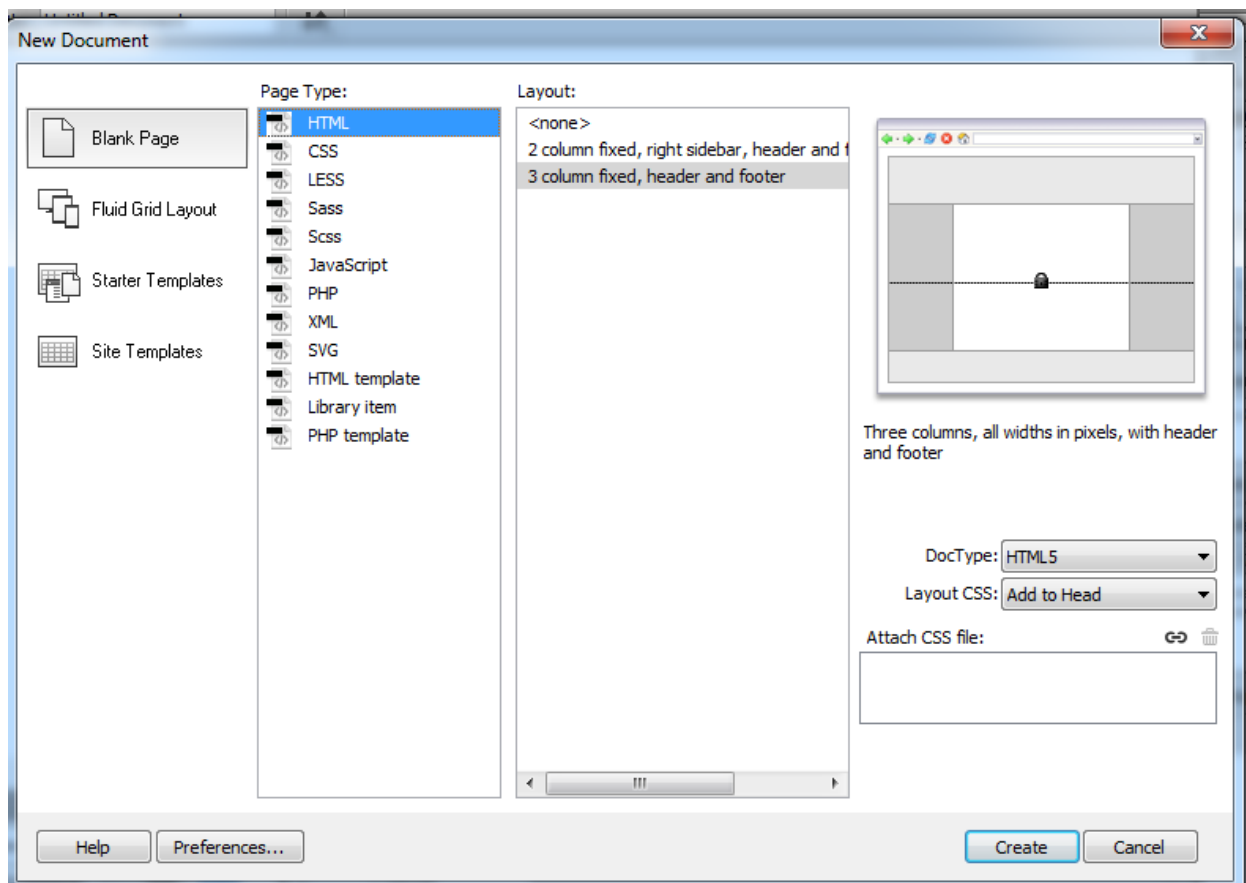 New Document
Blank Page
Fluid Grid Layout
Starter Templates
Site Templates
Page Type:
HTML
CSS
LESS
Sass
Scss
JavaScript
PHP
XML
SVG
HTML template
Library item
PHP template
Layout:
<none>
2 column fixed, right sidebar, header and f
3 column fixed, header and footer
Three columns, all widths in pixels, with header
and footer
DocType: HTML5
Layout CSS: Add to Head
Attach CSS file:
Help
Preferences...
Create
Cancel